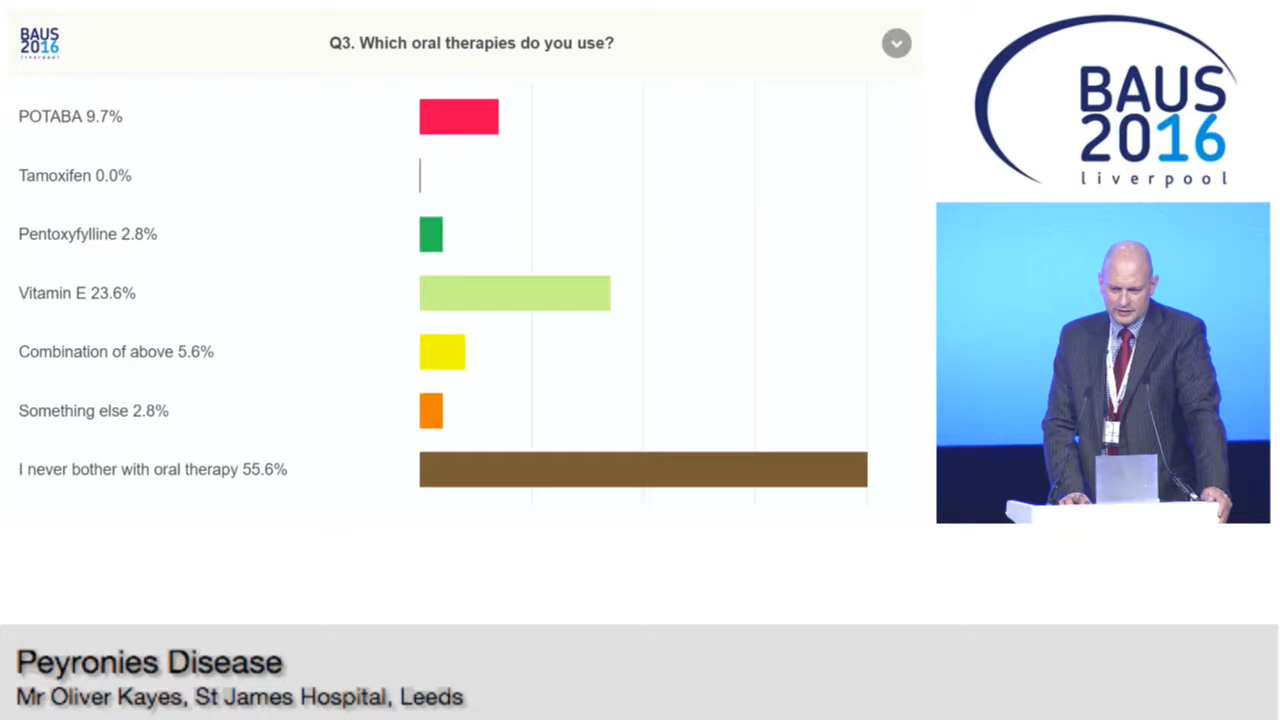 BAUS
2016
liverpool
Q3. Which oral therapies do you use?
POTABA 9.7%
Tamoxifen 0.0%
Pentoxyfylline 2.8%
Vitamin E 23.6%
Combination of above 5.6%
Something else 2.8%
I never bother with oral therapy 55.6%
BAUS
2016
liverpool
Peyronies Disease
Mr Oliver Kayes, St James Hospital, Leeds